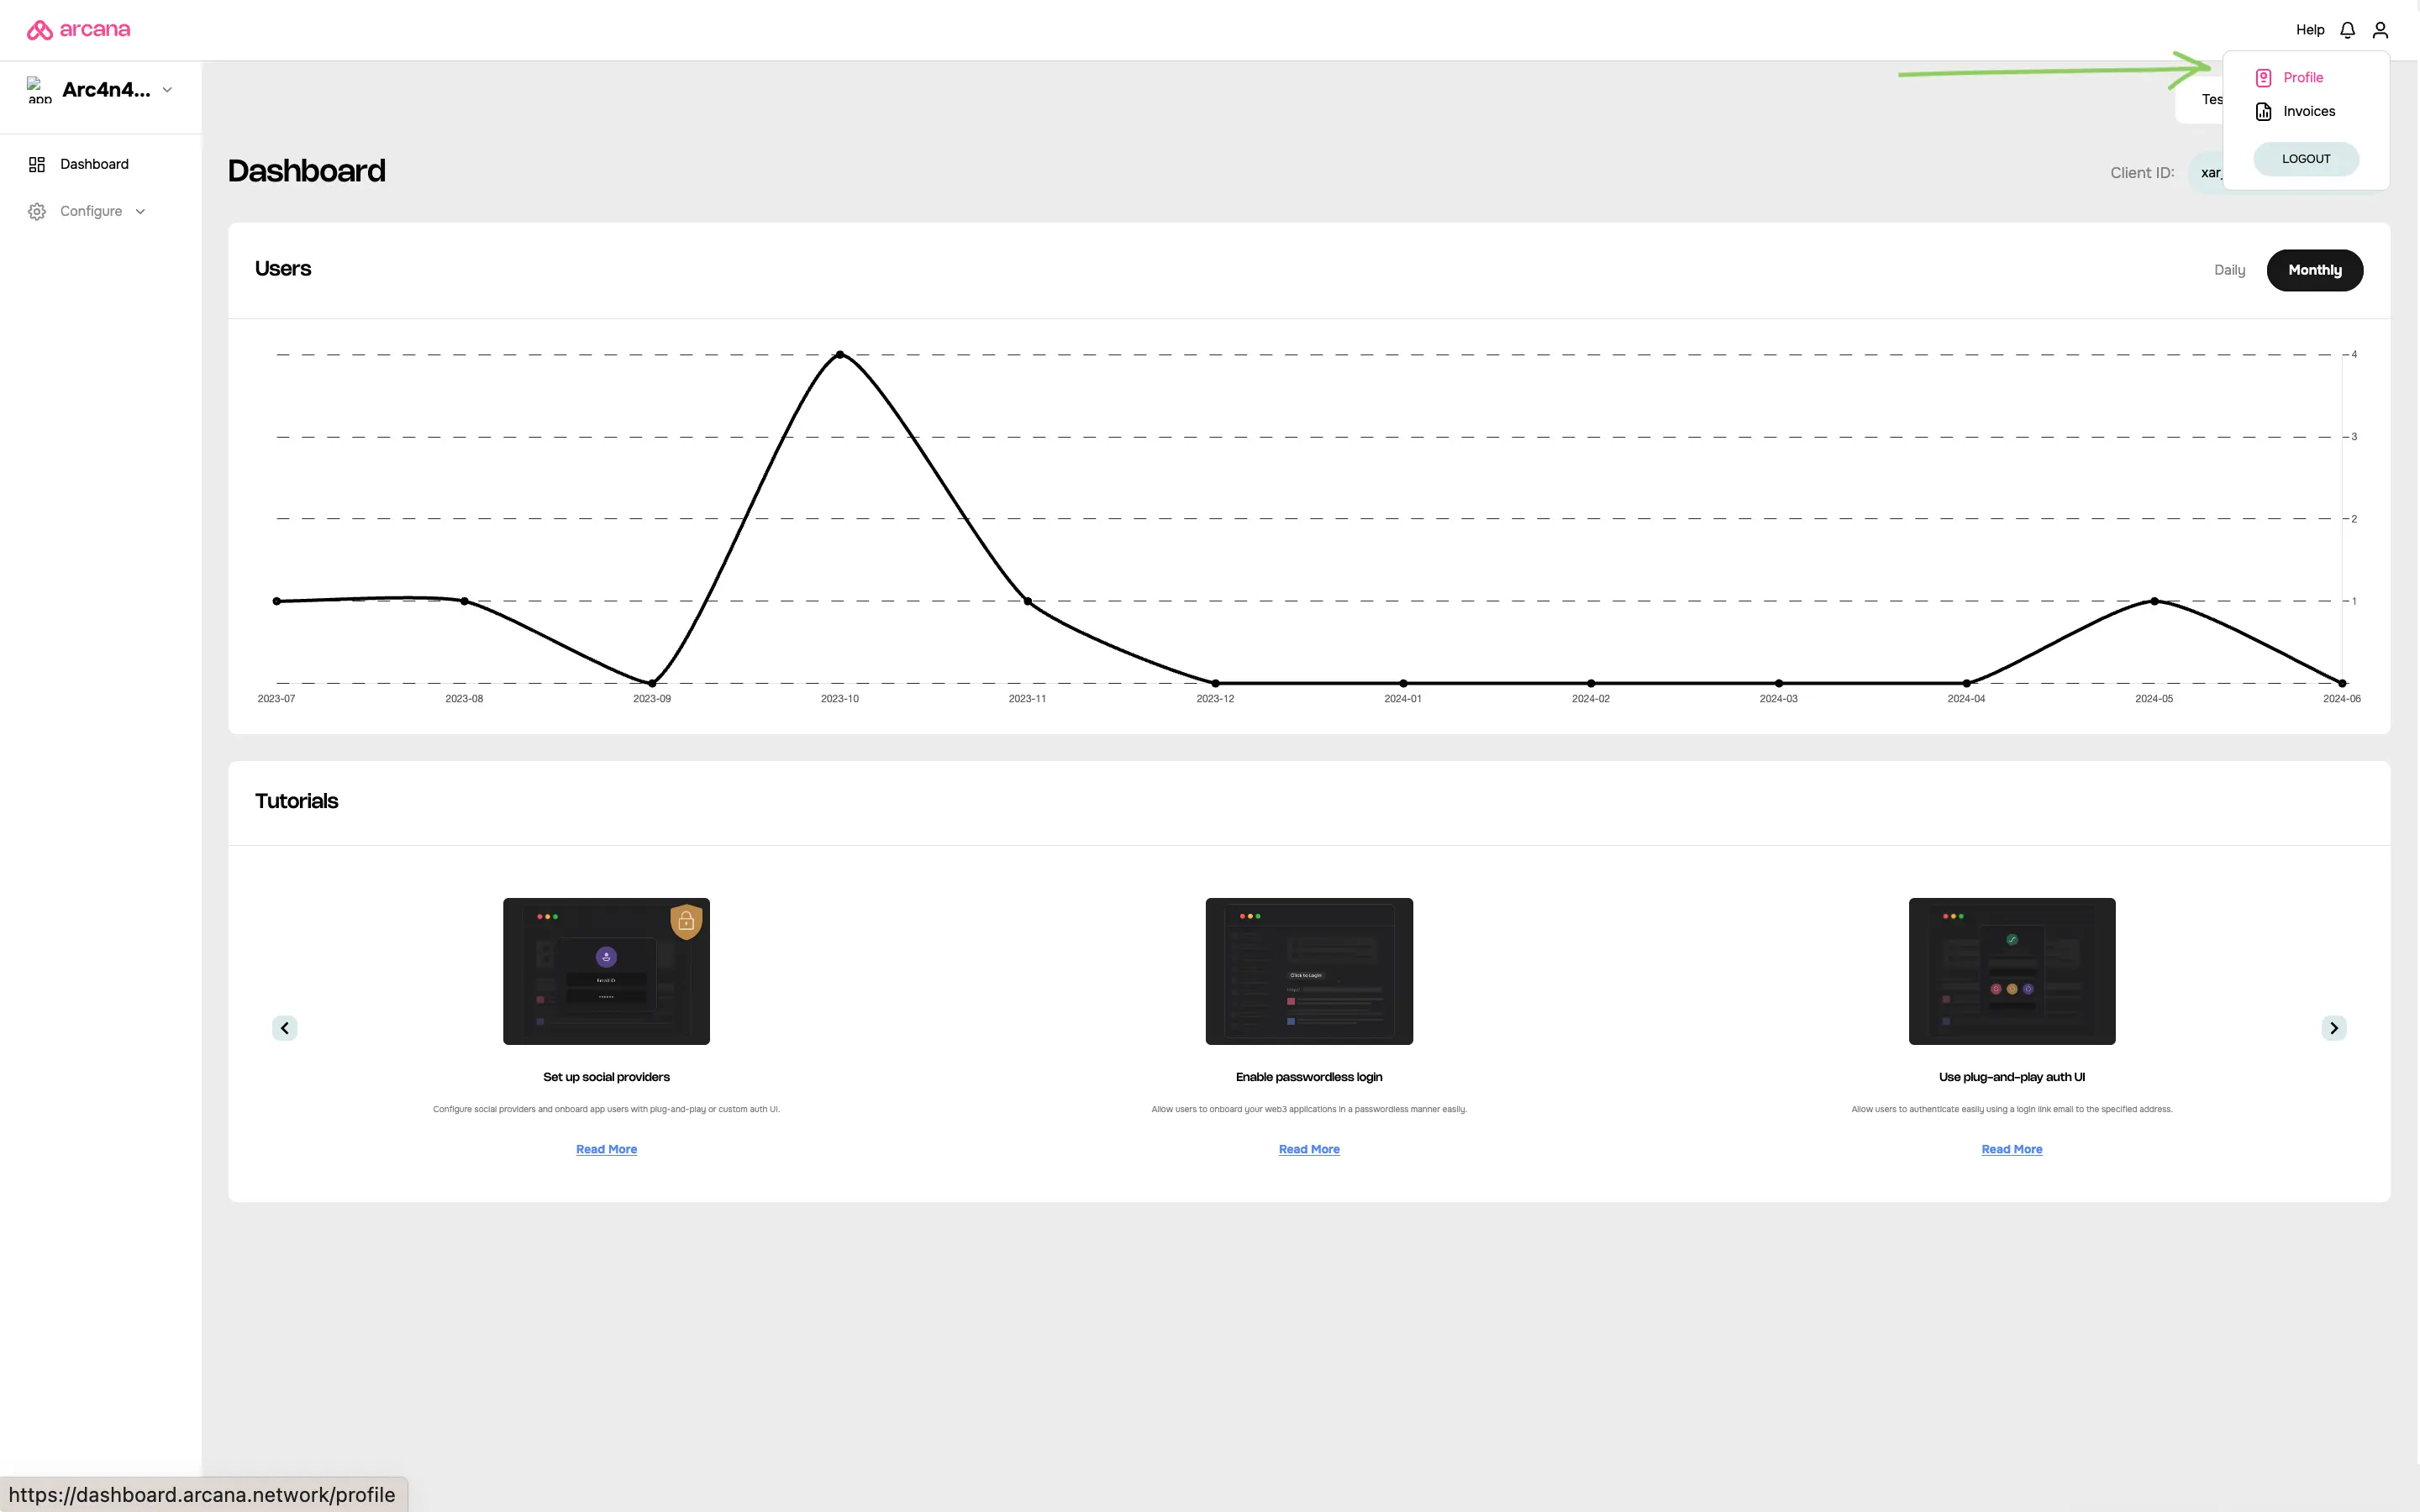 arcana
Help
app
Arc4n4...
Profile
Invoices
LOGOUT
Tes
Dashboard
Configure
Dashboard
Client ID:
xar_
Users
Daily
Monthly
4
3
2
1
2023-07
2023-08
2023-09
2023-10
2023-11
2023-12
2024-01
2024-02
2024-03
2024-04
2024-05
2024-06
Tutorials
Click to Login
Set up social providers
Enable passwordless login
Use plug-and-play auth UI
Configure social providers and onboard app users with plug-and-play or custom auth UI.
Allow users to onboard your web3 applications in a passwordless manner easily.
Allow users to authenticate easily using a login link email to the specified address.
Read More
Read More
Read More
https://dashboard.arcana.network/profile